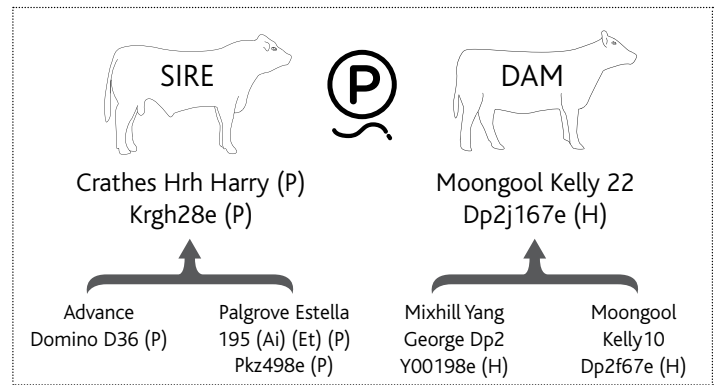 SIRE
P
DAM
Crathes Hrh Harry (P)
Krgh28e (P)
Moongool Kelly 22
Dp2j167e (H)
Advance
Domino D36 (P)
Palgrove Estella
195 (Ai) (Et) (P)
Pkz498e (P)
Mixhill Yang
George Dp2
Y00198e (H)
Moongool
Kelly10
Dp2f67e (H)